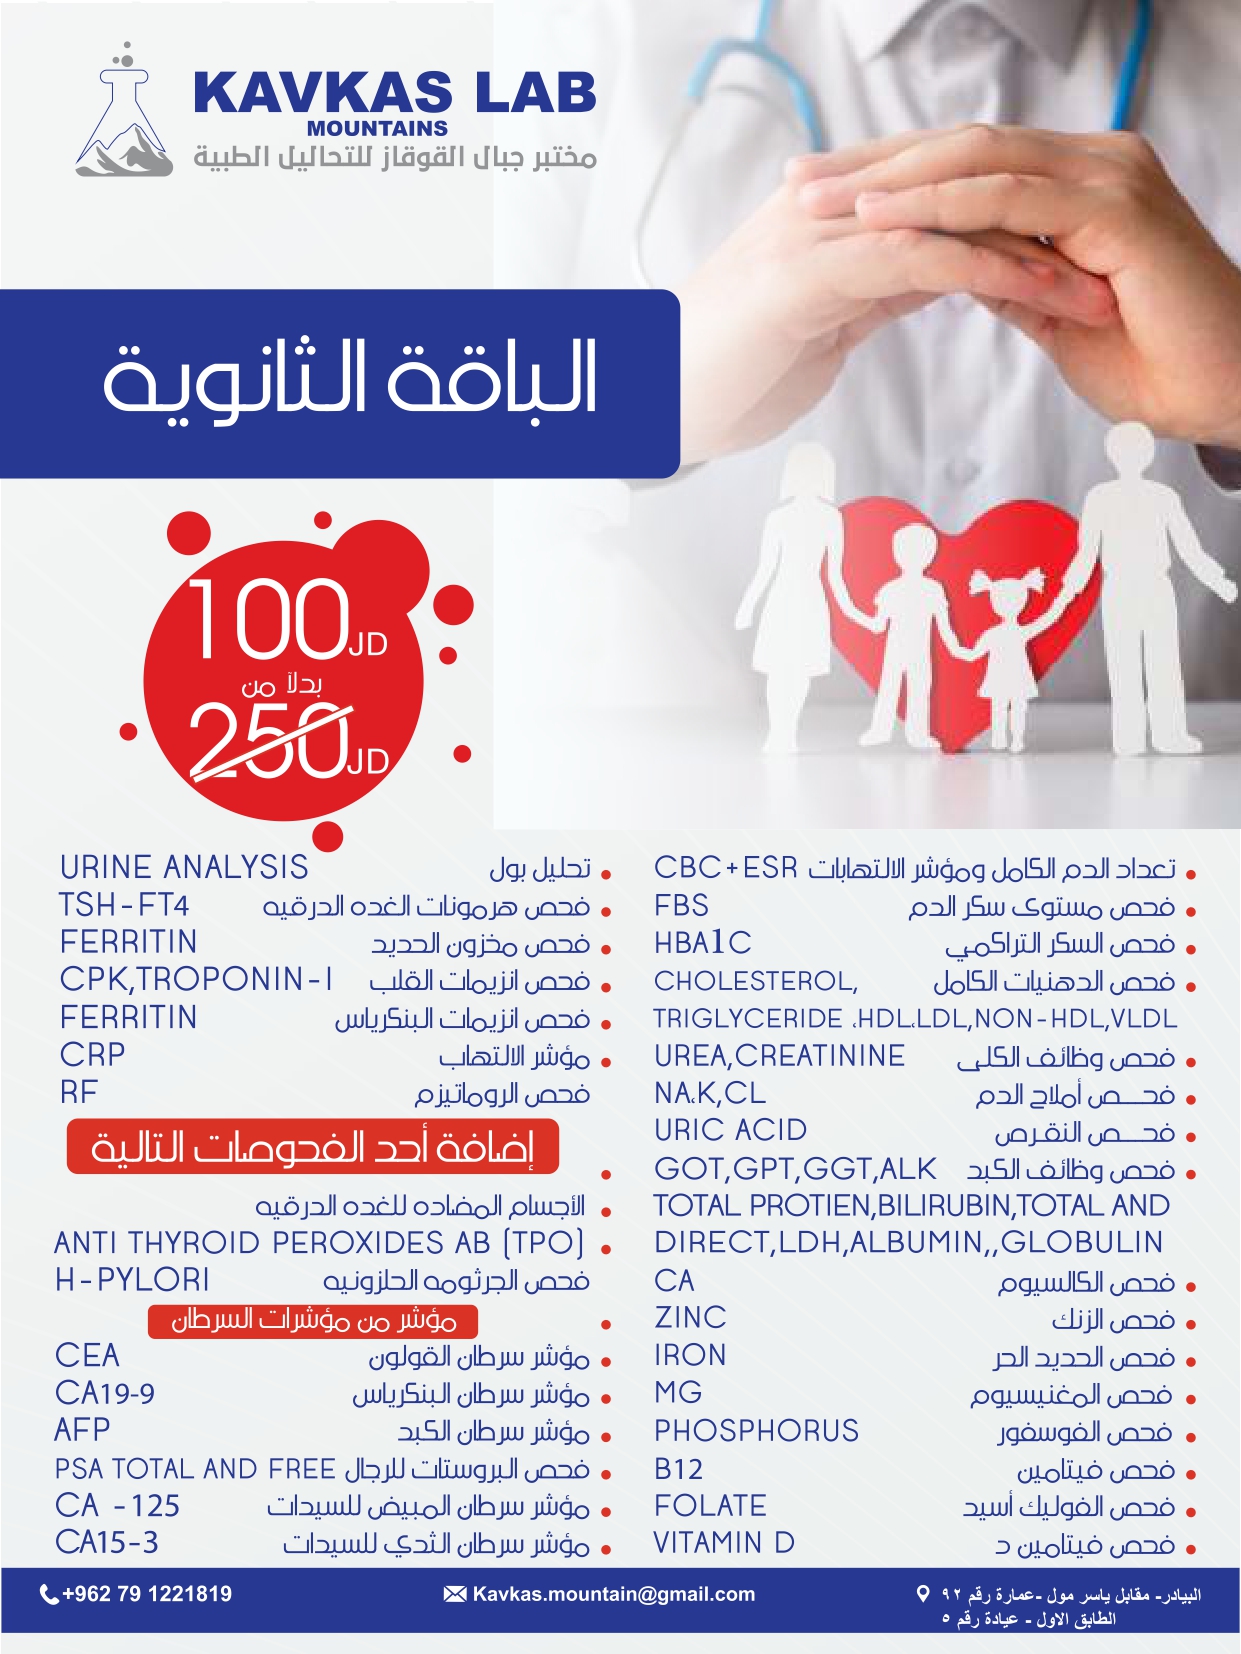 KAVKAS LAB
MOUNTAINS
مختبر جبال القوقاز للتحاليل الطبية
الباقة الثانوية
100JD
بدلاً من
250JD
تعداد الدم الكامل ومؤشر الالتهابات CBC+ESR
فحص مستوى سكر الدم FBS
فحص السكر التراكمي HBA1C
فحص الدهنيات الكامل CHOLESTEROL,
TRIGLYCERIDE ،HDL،LDL,NON-HDL,VLDL
فحص وظائف الكلى UREA,CREATININE
فحـــص أملاح الدم NA،K,CL
فحـــص النقـرص URIC ACID
فحص وظائف الكبد GOT,GPT,GGT,ALK
TOTAL PROTIEN,BILIRUBIN,TOTAL AND
DIRECT,LDH,ALBUMIN,,GLOBULIN
فحص الكالسيوم CA
فحص الزنك ZINC
فحص الحديد الحر IRON
فحص المغنيسيوم MG
فحص الفوسفور PHOSPHORUS
فحص فيتامين B12
فحص الفوليك أسيد FOLATE
فحص فيتامين د VITAMIN D
تحليل بول URINE ANALYSIS
فحص هرمونات الغده الدرقيه TSH-FT4
فحص مخزون الحديد FERRITIN
فحص انزيمات القلب CPK,TROPONIN-I
فحص انزيمات البنكرياس FERRITIN
مؤشر الالتهاب CRP
فحص الروماتيزم RF
إضافة أحد الفحوصات التالية
الأجسام المضاده للغده الدرقيه
ANTI THYROID PEROXIDES AB (TPO)
فحص الجرثومه الحلزونيه H-PYLORI
مؤشر من مؤشرات السرطان
مؤشر سرطان القولون CEA
مؤشر سرطان البنكرياس CA19-9
مؤشر سرطان الكبد AFP
فحص البروستات للرجال PSA TOTAL AND FREE
مؤشر سرطان المبيض للسيدات CA -125
مؤشر سرطان الثدي للسيدات CA15-3
+962 79 1221819
Kavkas.mountain@gmail.com
البيادر- مقابل ياسر مول -عمارة رقم ٩٢
الطابق الاول - عيادة رقم ٥